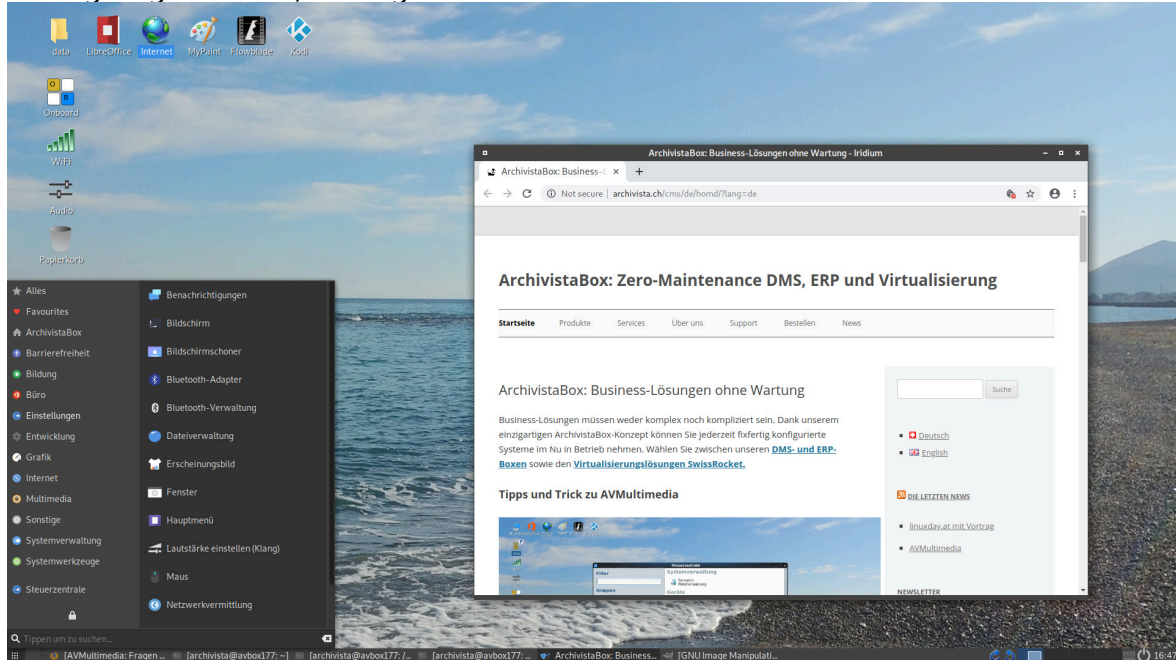 data LibreOffice Internet MyPaint Flowblade Kodi
Onboard
WiFi
Audio
Papierkorb
Alles
Favourites
ArchivistaBox
Barrierefreiheit
Bildung
Büro
Einstellungen
Entwicklung
Grafik
Internet
Multimedia
Sonstige
Systemverwaltung
Systemwerkzeuge
Steuerzentrale
Tippen um zu suchen...
Benachrichtigungen
Bildschirm
Bildschirmschoner
Bluetooth-Adapter
Bluetooth-Verwaltung
Dateiverwaltung
Erscheinungsbild
Fenster
Hauptmenü
Lautstärke einstellen (Klang)
Maus
Netzwerkvermittlung
ArchivistaBox: Business-Lösungen ohne Wartung - Iridium
ArchivistaBox: Business-L
Not secure | archivista.ch/cms/de/homd/?lang=de
ArchivistaBox: Zero-Maintenance DMS, ERP und Virtualisierung
Startseite Produkte Services Über uns Support Bestellen News
ArchivistaBox: Business-Lösungen ohne Wartung
Business-Lösungen müssen weder komplex noch kompliziert sein. Dank unserem
einzigartigen ArchivistaBox-Konzept können Sie jederzeit fixfertig konfigurierte
Systeme im Nu in Betrieb nehmen. Wählen Sie zwischen unseren DMS- und ERP-
Boxen sowie den Virtualisierungslösungen SwissRocket.
Tipps und Trick zu AVMultimedia
Steuerzentrale
Filter
Systemverwaltung
Gruppen
Geräte
Suche
Deutsch
English
DIE LETZTEN NEWS
linuxday.at mit Vortrag
AVMultimedia
NEWSLETTER
[AVMultimedia: Fragen ... [archivista@avbox177: ~] [archivista@avbox177: /... [archivista@avbox177: ... ArchivistaBox: Business... [GNU Image Manipulati... 16:47